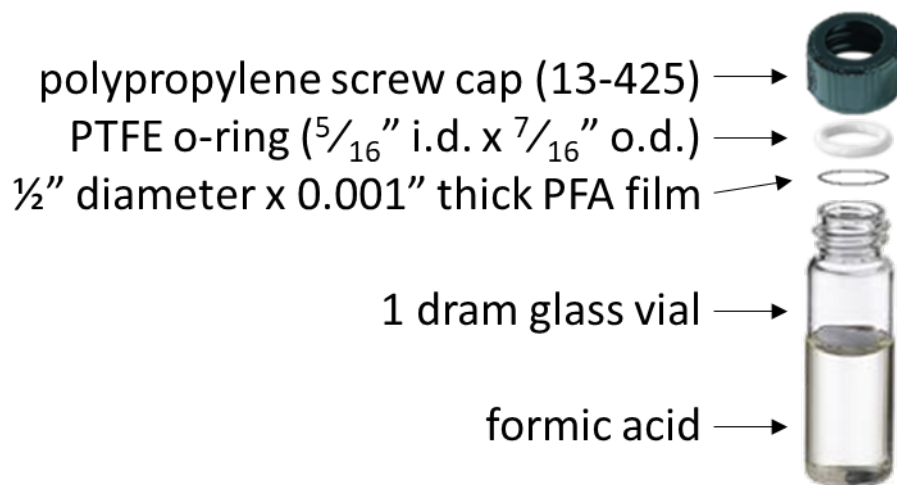 polypropylene screw cap (13-425)
PTFE o-ring (⁵⁄₁₆” i.d. x ⁷⁄₁₆” o.d.)
½” diameter x 0.001” thick PFA film
1 dram glass vial
formic acid